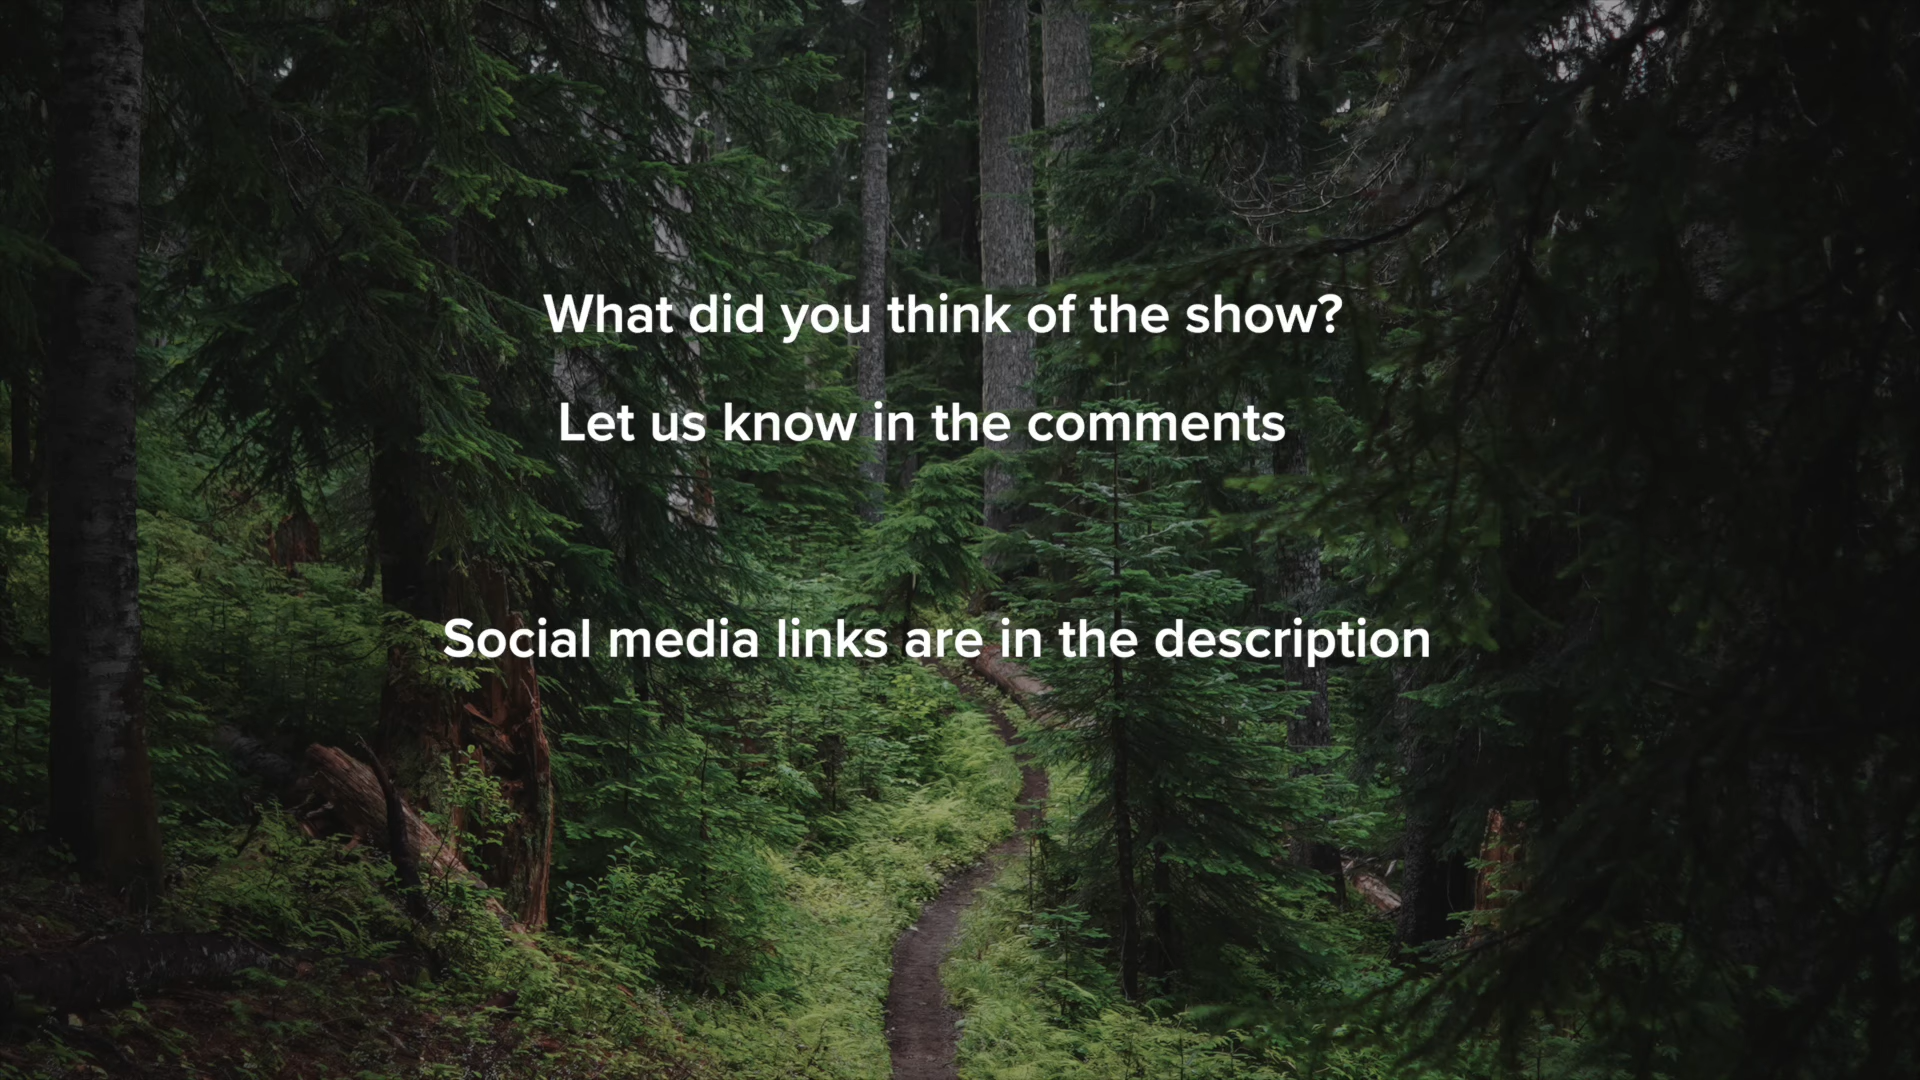 What did you think of the show?
Let us know in the comments
Social media links are in the description